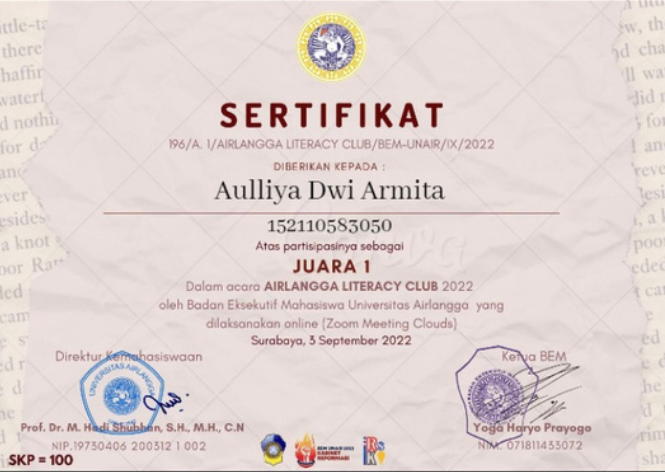 SERTIFIKAT
196/A. 1/AIRLANGGA LITERACY CLUB/BEM-UNAIR/IX/2022
DIBERIKAN KEPADA :
Aulliya Dwi Armita
152110583050
Atas partisipasinya sebagai
JUARA 1
Dalam acara AIRLANGGA LITERACY CLUB 2022
oleh Badan Eksekutif Mahasiswa Universitas Airlangga yang
dilaksanakan online (Zoom Meeting Clouds)
Surabaya, 3 September 2022
Direktur Kemahasiswaan
Ketua BEM
UNIVERSITAS AIRLANGGA
Prof. Dr. M. Hadi Shubhan, S.H., M.H., C.N
Yoga Haryo Prayogo
NIP.19730406 200312 1 002
NIM. 071811433072
SKP = 100